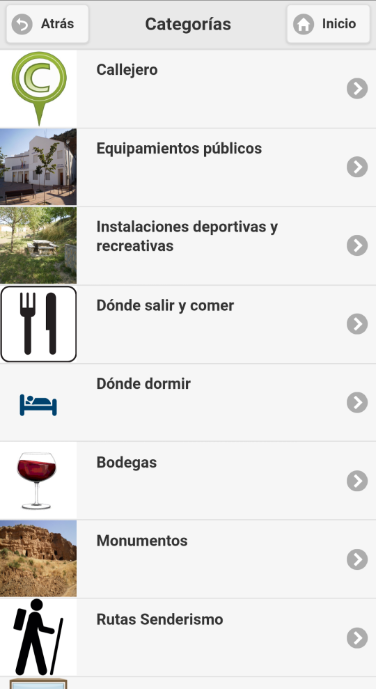 Atrás
Categorías
Inicio
C
Callejero
Equipamientos públicos
Instalaciones deportivas y
recreativas
Dónde salir y comer
Dónde dormir
Bodegas
Monumentos
Rutas Senderismo